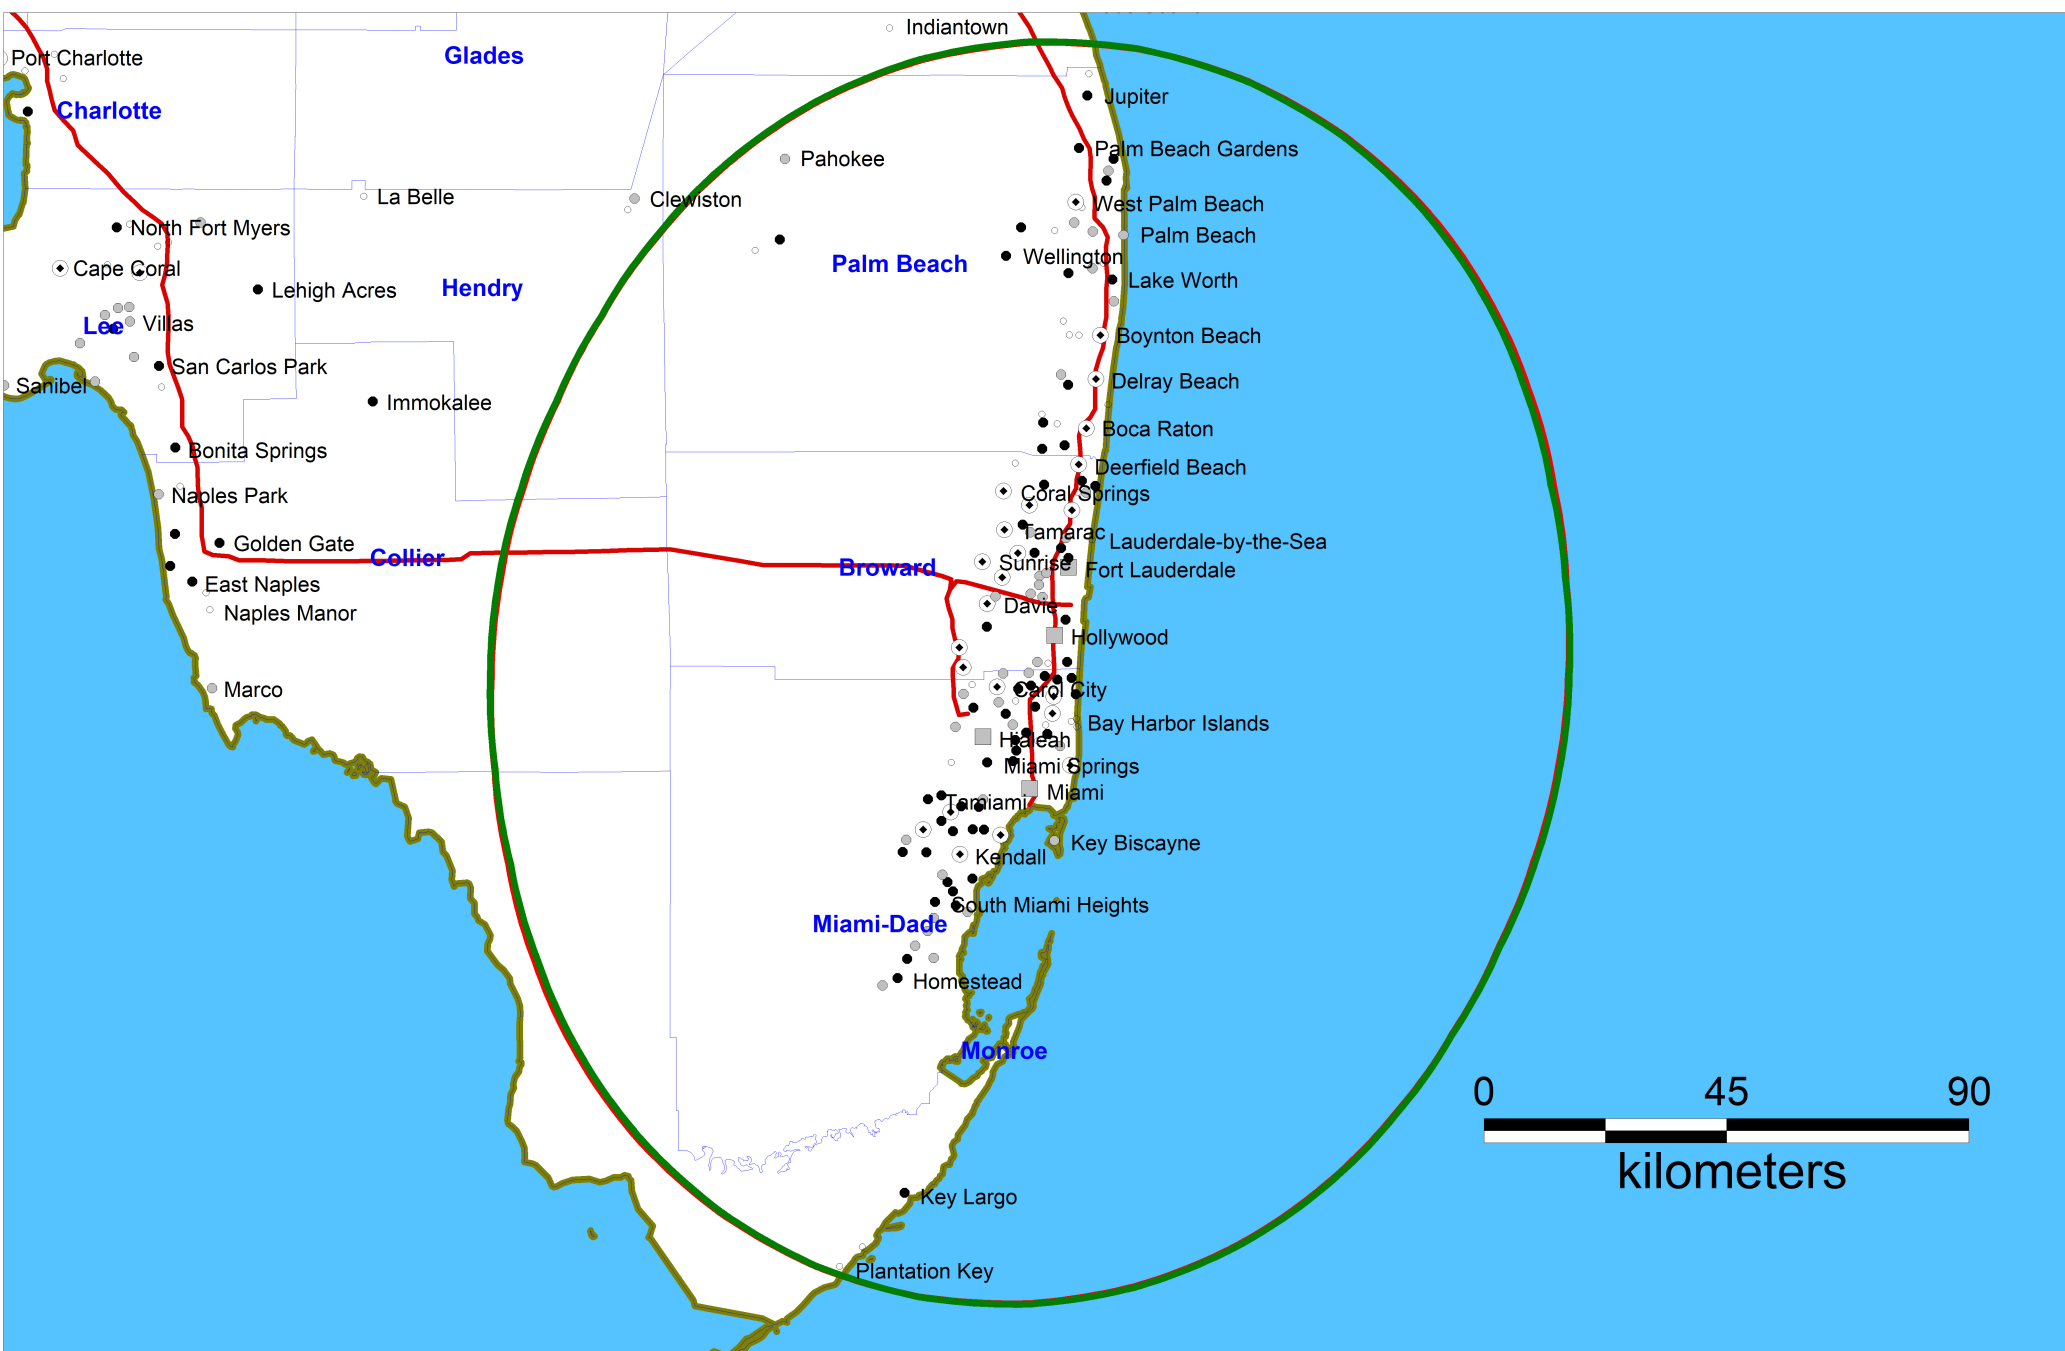 Indiantown
Glades
Port Charlotte
Jupiter
Charlotte
Palm Beach Gardens
Pahokee
La Belle
Clewiston
West Palm Beach
North Fort Myers
Palm Beach
Wellington
Palm Beach
Cape Coral
Lake Worth
Hendry
Lehigh Acres
Lee
Villas
Boynton Beach
San Carlos Park
Delray Beach
Sanibel
Immokalee
Boca Raton
Bonita Springs
Deerfield Beach
Naples Park
Coral Springs
Tamarac
Golden Gate
Lauderdale-by-the-Sea
Collier
Sunrise
Broward
Fort Lauderdale
East Naples
Davie
Naples Manor
Hollywood
Marco
Carol City
Bay Harbor Islands
Hialeah
Miami Springs
Miami
Tamiami
Key Biscayne
Kendall
South Miami Heights
Miami-Dade
Homestead
Monroe
0 45 90
kilometers
Key Largo
Plantation Key